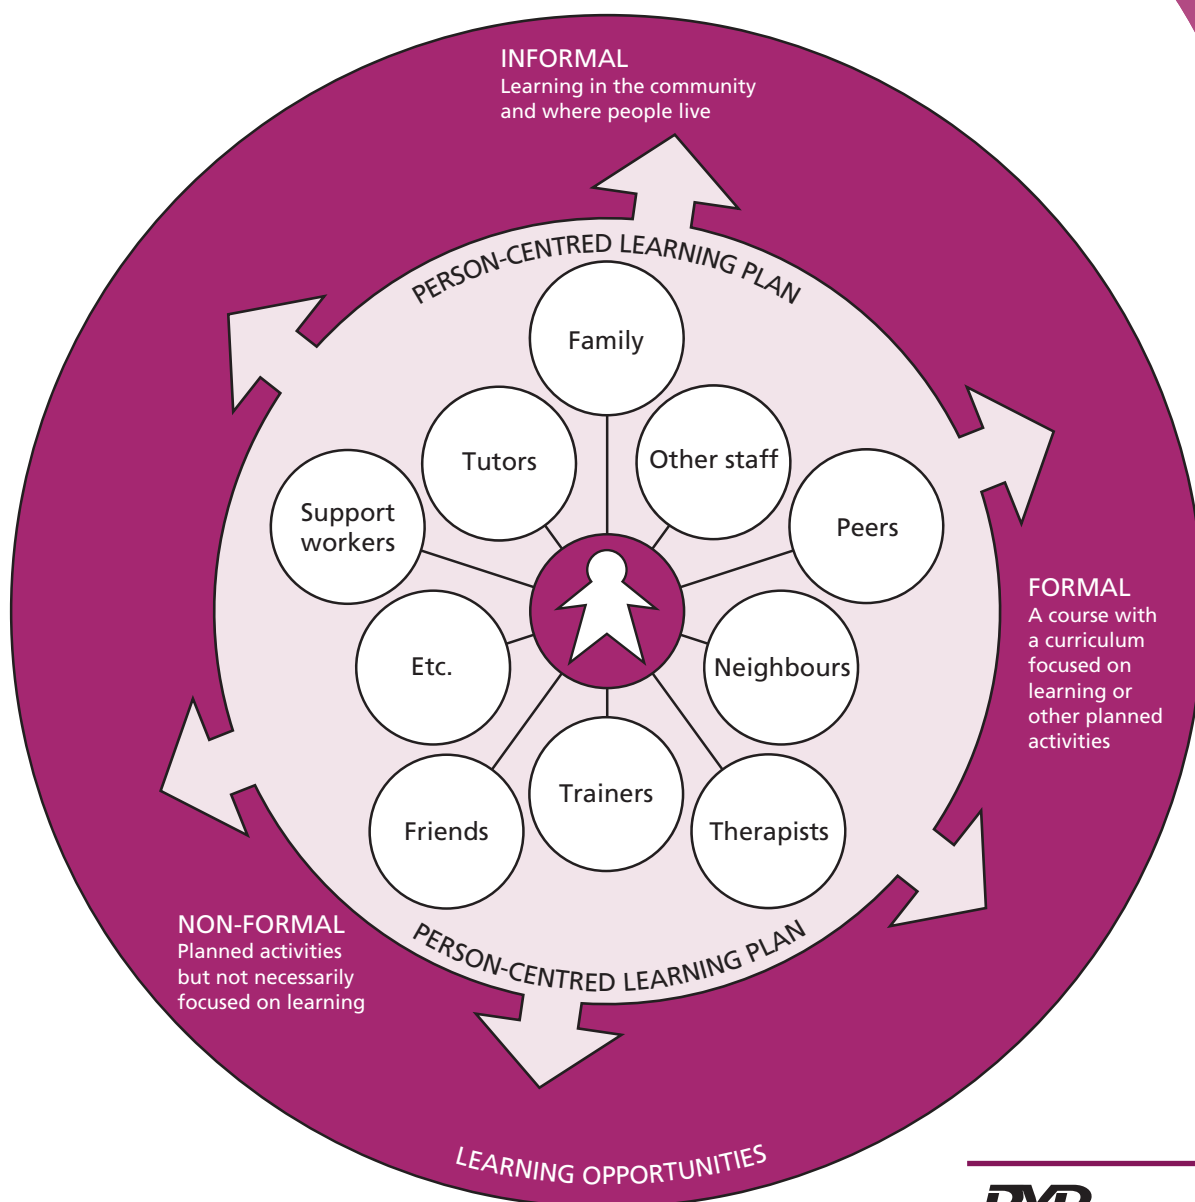 INFORMAL
Learning in the community
and where people live
PERSON-CENTRED LEARNING PLAN
Family
Tutors
Other staff
Support
workers
Peers
Etc.
Neighbours
FORMAL
A course with
a curriculum
focused on
learning or
other planned
activities
Friends
Trainers
Therapists
NON-FORMAL
Planned activities
but not necessarily
focused on learning
PERSON-CENTRED LEARNING PLAN
LEARNING OPPORTUNITIES
DVD